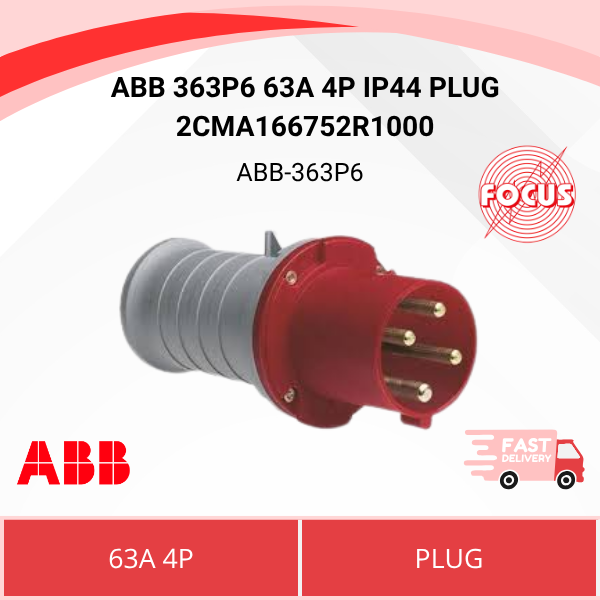 ABB 363P6 63A 4P IP44 PLUG
2CMA166752R1000
ABB-363P6
FOCUS
ABB
FAST
DELIVERY
63A 4P
PLUG